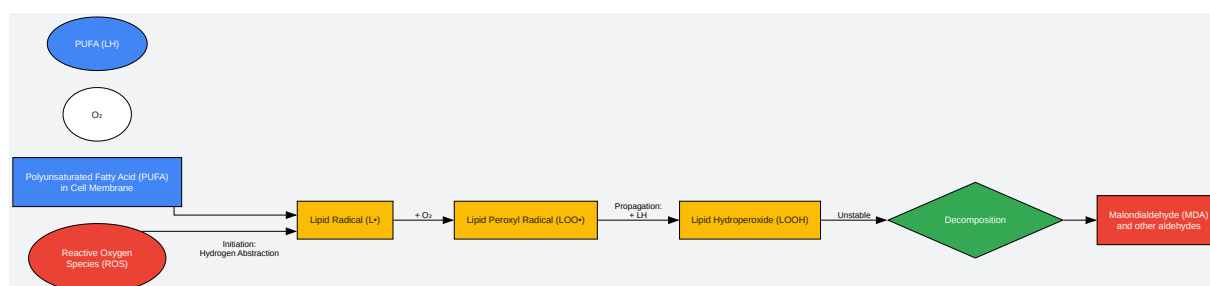 PUFA (LH)
O₂
Polyunsaturated Fatty Acid (PUFA)
in Cell Membrane
Reactive Oxygen
Species (ROS)
Initiation:
Hydrogen Abstraction
Lipid Radical (L•)
+ O₂
Lipid Peroxyl Radical (LOO•)
Propagation:
+ LH
Lipid Hydroperoxide (LOOH)
Unstable
Decomposition
Malondialdehyde (MDA)
and other aldehydes